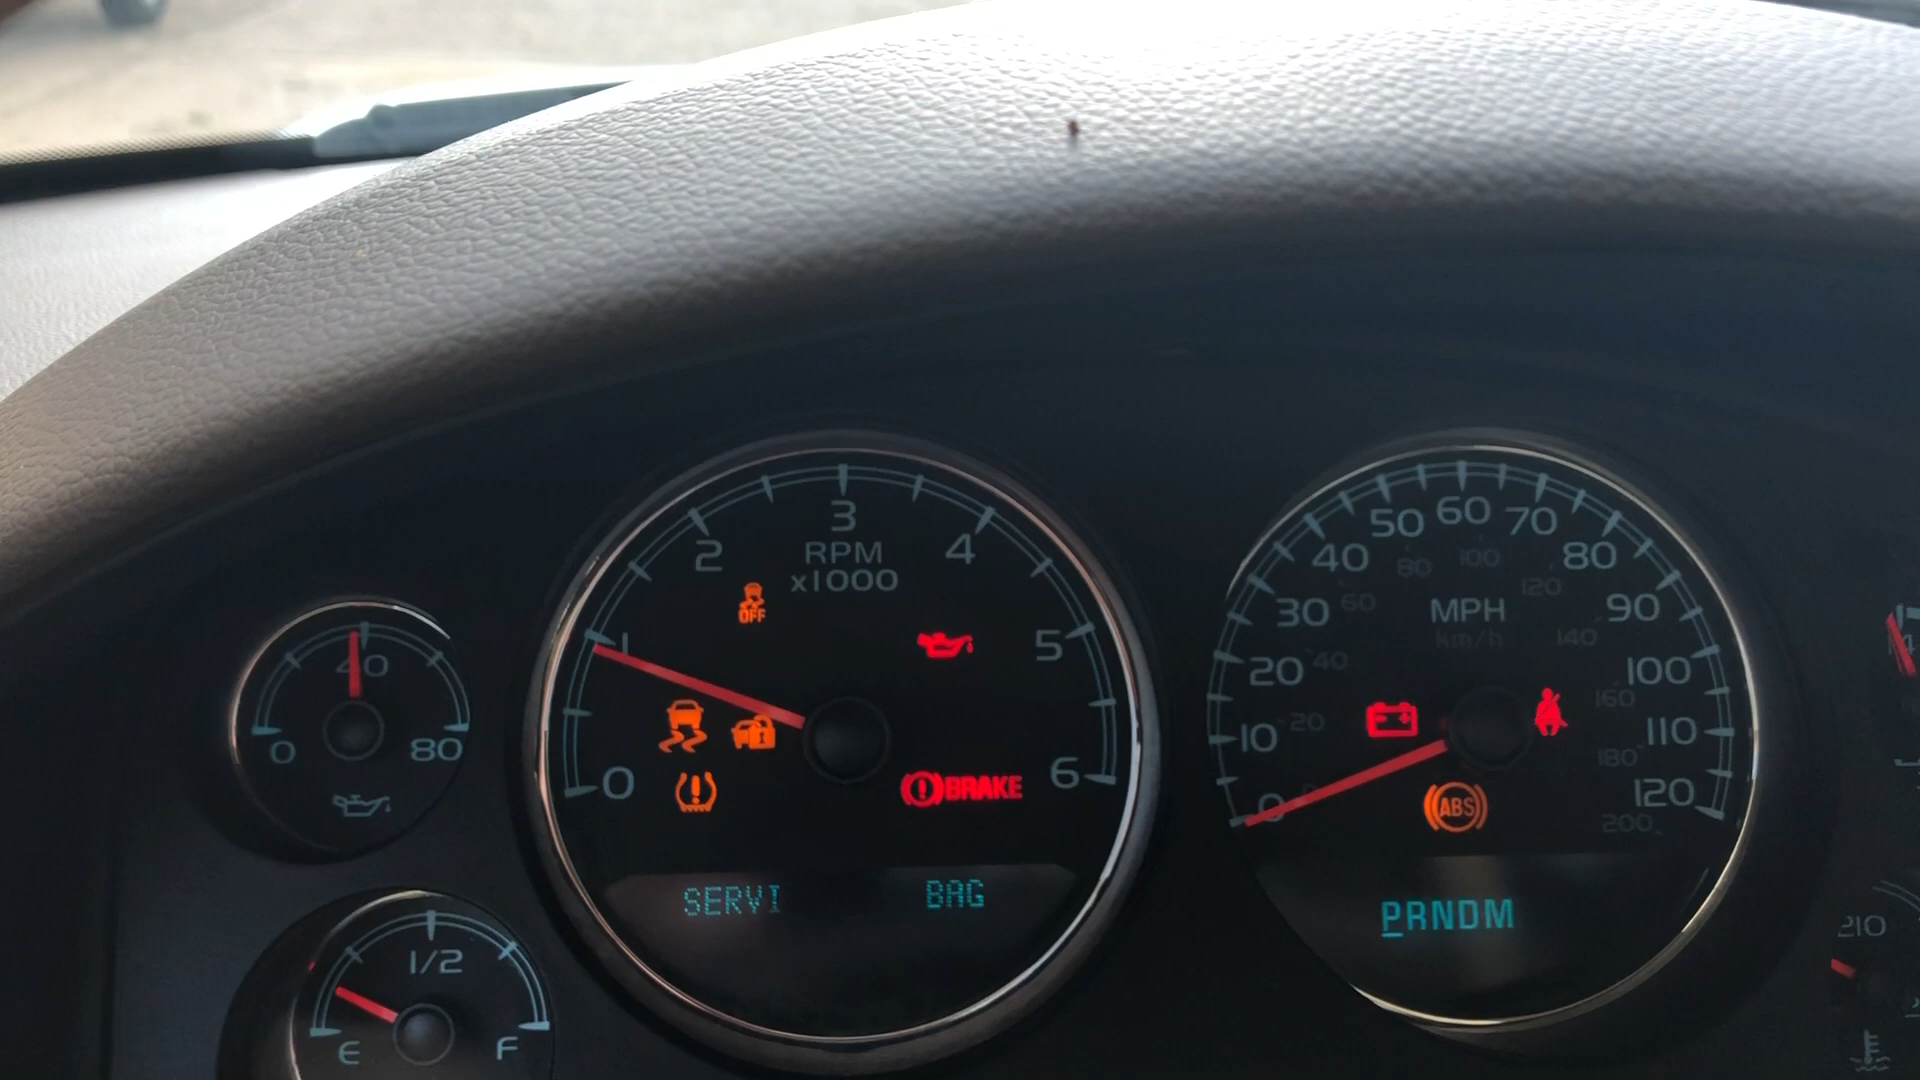 40
0 80
1/2
E F
3
2 4
RPM
x1000
OFF
1 5
0 6
BRAKE
SERVI BAG
60
50 70
40 80
80 100 120
30 60 MPH 90
km/h 140
20 40 100
160
10 20 110
180
0 ABS 120
200
PRNDM
210